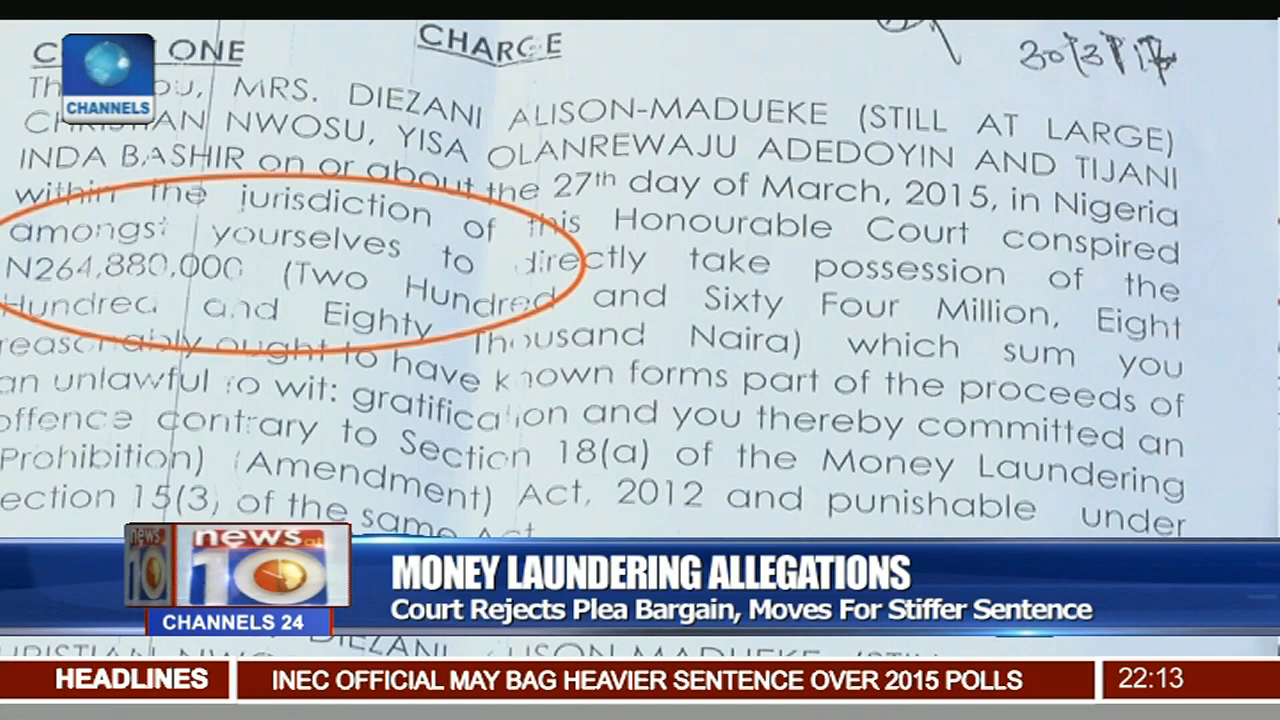 ONE
CHARGE
30/3/17
CHANNELS
MRS. DIEZANI ALISON-MADUEKE (STILL AT LARGE)
CHRISTIAN NWOSU, YISA OLANREWAJU ADEDOYIN AND TIJANI
INDA BASHIR on or about the 27th day of March, 2015, in Nigeria
within the jurisdiction of this Honourable Court conspired
amongst yourselves to directly take possession of the
N264,880,000 (Two Hundred and Sixty Four Million, Eight
Hundred and Eighty Thousand Naira) which sum you
reasonably ought to have known forms part of the proceeds of
an unlawful to wit: gratification and you thereby committed an
offence contrary to Section 18(a) of the Money Laundering
Prohibition) (Amendment) Act, 2012 and punishable under
ection 15(3) of the same Act
news at 10
CHANNELS 24
MONEY LAUNDERING ALLEGATIONS
Court Rejects Plea Bargain, Moves For Stiffer Sentence
DIEZANI
HEADLINES
INEC OFFICIAL MAY BAG HEAVIER SENTENCE OVER 2015 POLLS
22:13